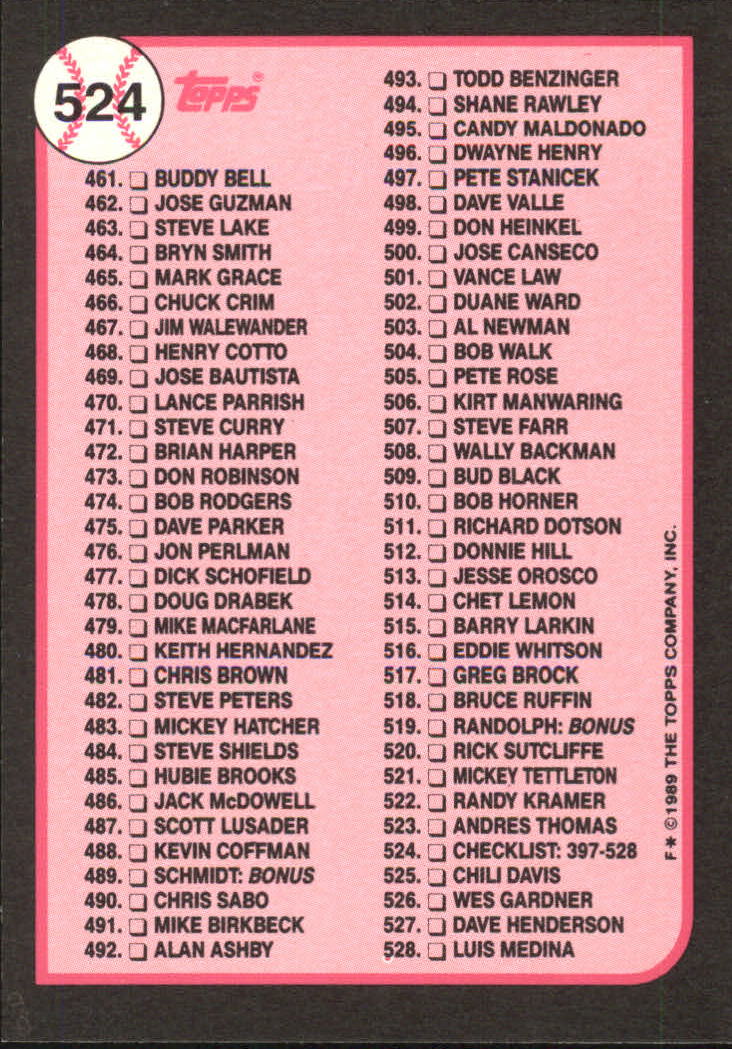 524
TOPPS®
461. BUDDY BELL
462. JOSE GUZMAN
463. STEVE LAKE
464. BRYN SMITH
465. MARK GRACE
466. CHUCK CRIM
467. JIM WALEWANDER
468. HENRY COTTO
469. JOSE BAUTISTA
470. LANCE PARRISH
471. STEVE CURRY
472. BRIAN HARPER
473. DON ROBINSON
474. BOB RODGERS
475. DAVE PARKER
476. JON PERLMAN
477. DICK SCHOFIELD
478. DOUG DRABEK
479. MIKE MACFARLANE
480. KEITH HERNANDEZ
481. CHRIS BROWN
482. STEVE PETERS
483. MICKEY HATCHER
484. STEVE SHIELDS
485. HUBIE BROOKS
486. JACK McDOWELL
487. SCOTT LUSADER
488. KEVIN COFFMAN
489. SCHMIDT: BONUS
490. CHRIS SABO
491. MIKE BIRKBECK
492. ALAN ASHBY
493. TODD BENZINGER
494. SHANE RAWLEY
495. CANDY MALDONADO
496. DWAYNE HENRY
497. PETE STANICEK
498. DAVE VALLE
499. DON HEINKEL
500. JOSE CANSECO
501. VANCE LAW
502. DUANE WARD
503. AL NEWMAN
504. BOB WALK
505. PETE ROSE
506. KIRT MANWARING
507. STEVE FARR
508. WALLY BACKMAN
509. BUD BLACK
510. BOB HORNER
511. RICHARD DOTSON
512. DONNIE HILL
513. JESSE OROSCO
514. CHET LEMON
515. BARRY LARKIN
516. EDDIE WHITSON
517. GREG BROCK
518. BRUCE RUFFIN
519. RANDOLPH: BONUS
520. RICK SUTCLIFFE
521. MICKEY TETTLETON
522. RANDY KRAMER
523. ANDRES THOMAS
524. CHECKLIST: 397-528
525. CHILI DAVIS
526. WES GARDNER
527. DAVE HENDERSON
528. LUIS MEDINA
F* ©1989 THE TOPPS COMPANY, INC.